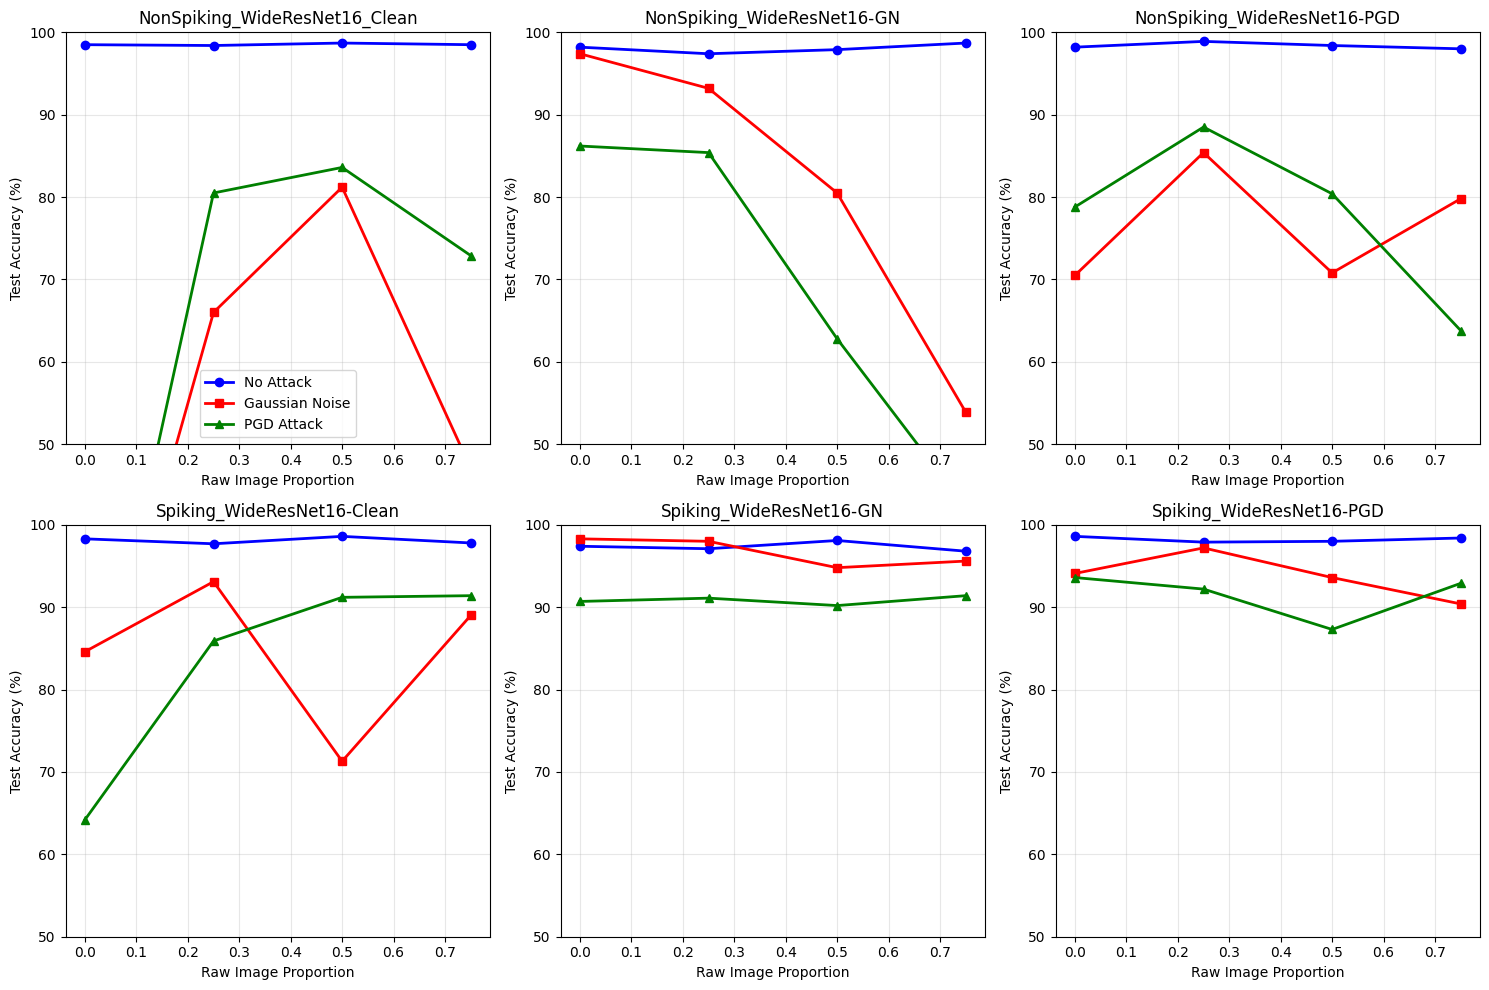 NonSpiking_WideResNet16_Clean
100
90
80
70
60
50
Test Accuracy (%)
No Attack
Gaussian Noise
PGD Attack
0.0 0.1 0.2 0.3 0.4 0.5 0.6 0.7
Raw Image Proportion
NonSpiking_WideResNet16-GN
100
90
80
70
60
50
Test Accuracy (%)
0.0 0.1 0.2 0.3 0.4 0.5 0.6 0.7
Raw Image Proportion
NonSpiking_WideResNet16-PGD
100
90
80
70
60
50
Test Accuracy (%)
0.0 0.1 0.2 0.3 0.4 0.5 0.6 0.7
Raw Image Proportion
Spiking_WideResNet16-Clean
100
90
80
70
60
50
Test Accuracy (%)
0.0 0.1 0.2 0.3 0.4 0.5 0.6 0.7
Raw Image Proportion
Spiking_WideResNet16-GN
100
90
80
70
60
50
Test Accuracy (%)
0.0 0.1 0.2 0.3 0.4 0.5 0.6 0.7
Raw Image Proportion
Spiking_WideResNet16-PGD
100
90
80
70
60
50
Test Accuracy (%)
0.0 0.1 0.2 0.3 0.4 0.5 0.6 0.7
Raw Image Proportion